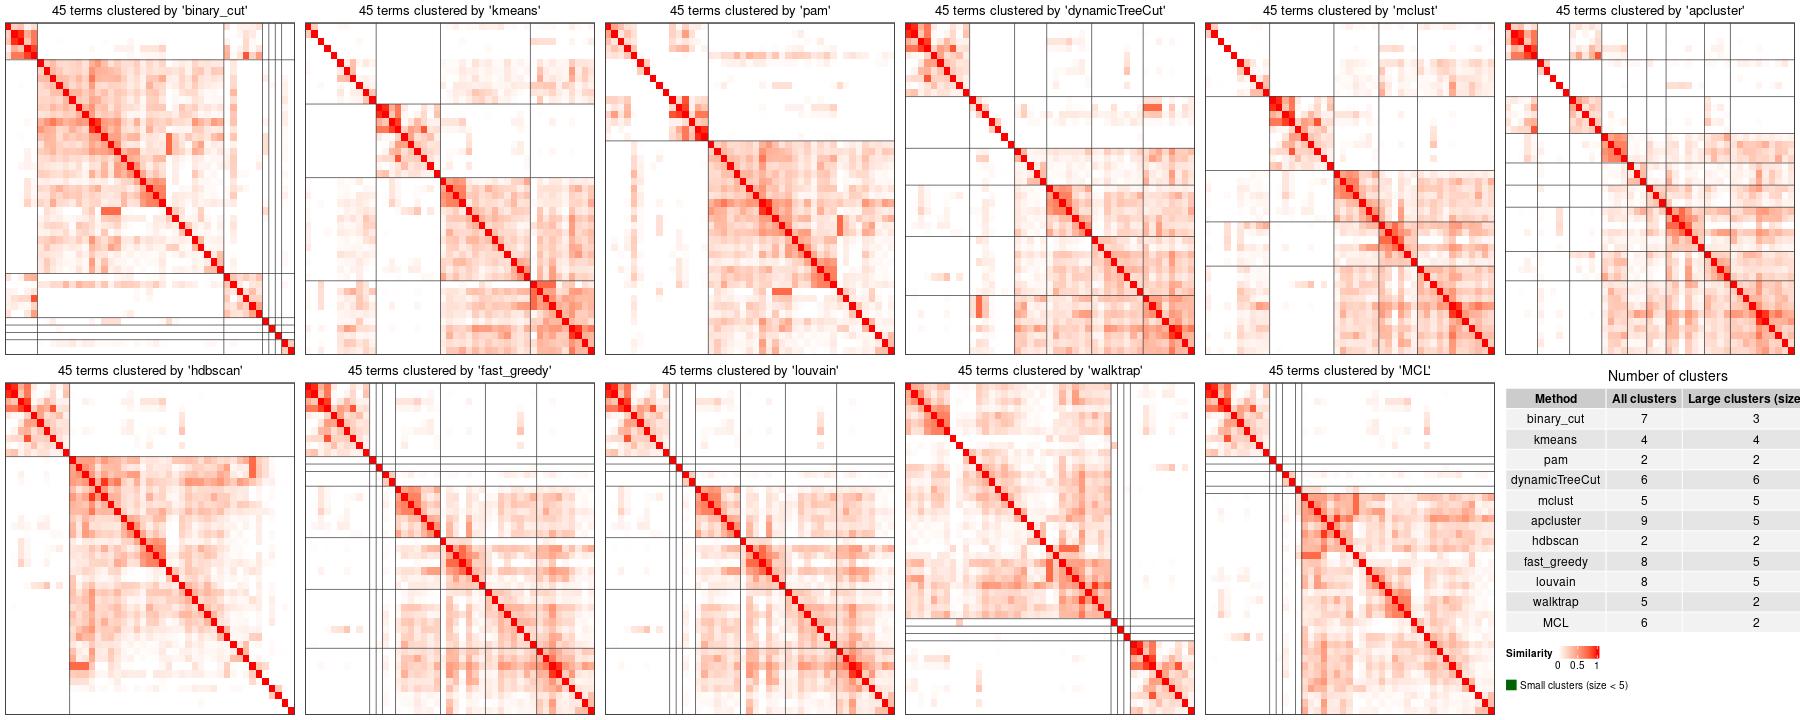 45 terms clustered by 'binary_cut'
45 terms clustered by 'kmeans'
45 terms clustered by 'pam'
45 terms clustered by 'dynamicTreeCut'
45 terms clustered by 'mclust'
45 terms clustered by 'apcluster'
45 terms clustered by 'hdbscan'
45 terms clustered by 'fast_greedy'
45 terms clustered by 'louvain'
45 terms clustered by 'walktrap'
45 terms clustered by 'MCL'
Number of clusters
Method All clusters Large clusters (size
binary_cut 7 3
kmeans 4 4
pam 2 2
dynamicTreeCut 6 6
mclust 5 5
apcluster 9 5
hdbscan 2 2
fast_greedy 8 5
louvain 8 5
walktrap 5 2
MCL 6 2
Similarity
0 0.5 1
Small clusters (size < 5)